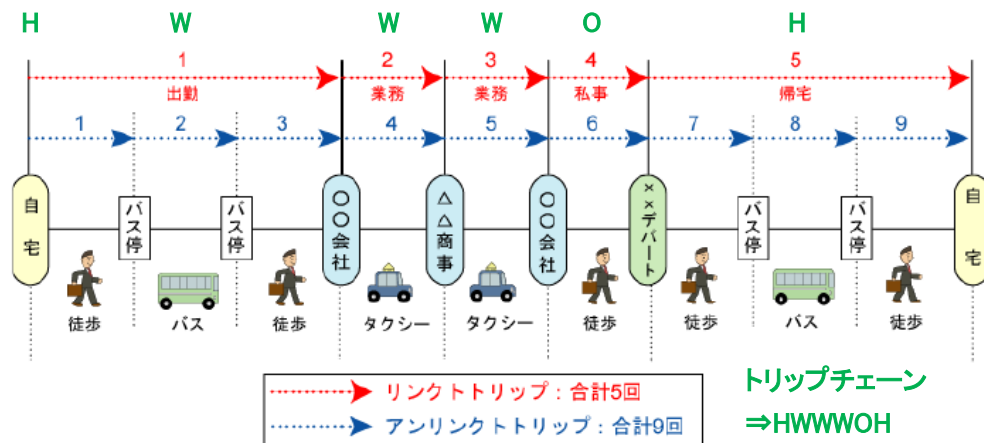 H W W W O H
1 2 3 4 5
出勤 業務 業務 私事 帰宅
1 2 3 4 5 6 7 8 9
自宅
バス停
バス停
〇〇会社
△△商事
〇〇会社
××デパート
バス停
バス停
自宅
徒歩 バス 徒歩 タクシー タクシー 徒歩 徒歩 バス 徒歩
リンクトトリップ：合計5回
アンリンクトトリップ：合計9回
トリップチェーン
⇒HWWWOH